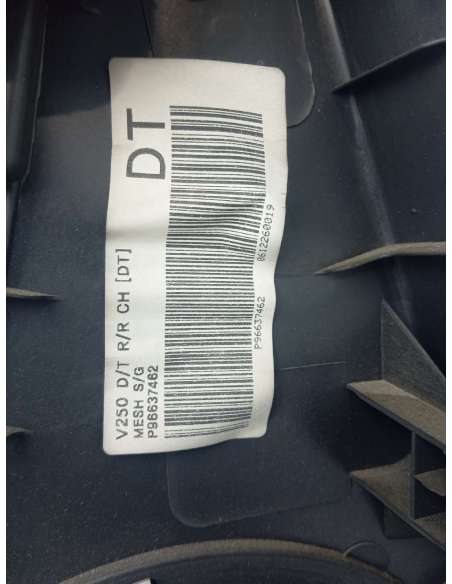 DT
V250 D/T R/R CH [DT]
MESH S/G
P96637462
P96637462
0612260019